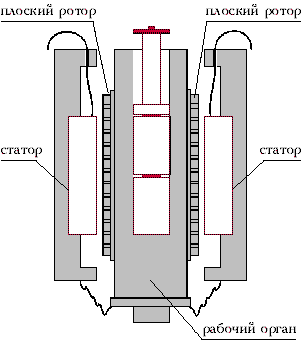 плоский ротор
плоский ротор
статор
статор
рабочий орган